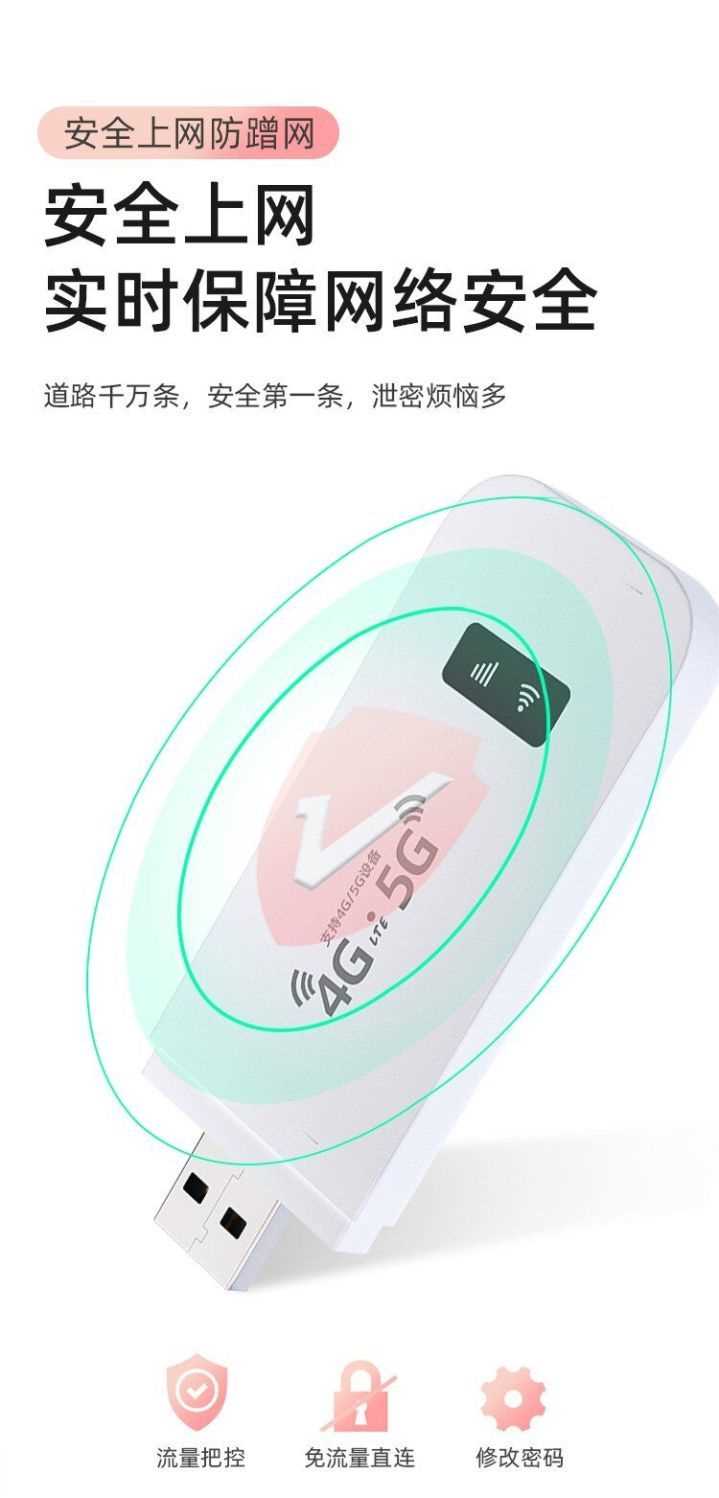 安全上网防蹭网
安全上网
实时保障网络安全
道路千万条，安全第一条，泄密烦恼多
支持4G/5G设备
4G LTE 5G
流量把控
免流量直连
修改密码